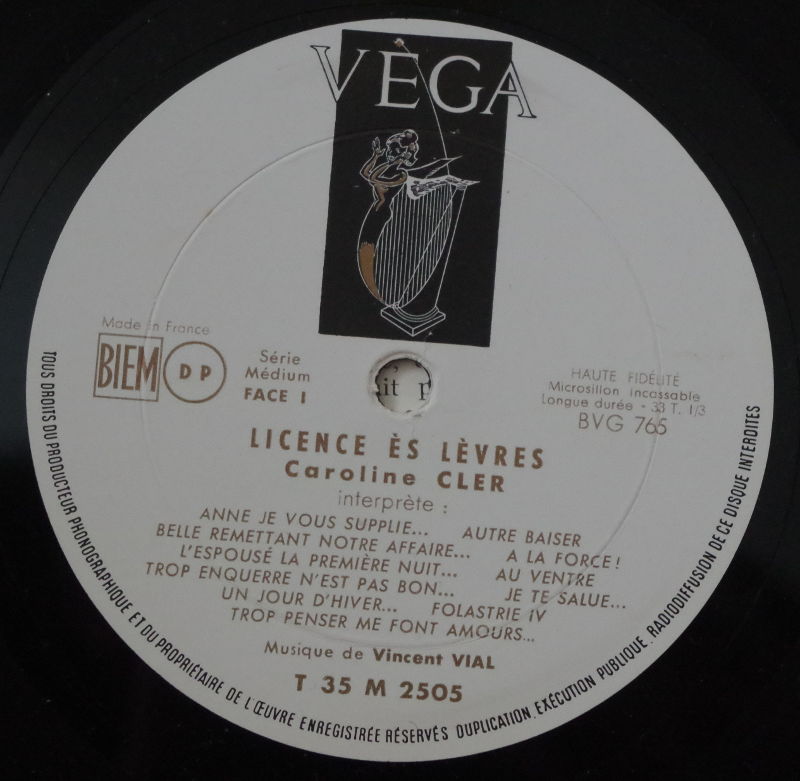 VÈGA
Made in France
BIEM
DP
Série
Médium
FACE I
HAUTE FIDÉLITÉ
Microsillon incassable
Longue durée - 33 T. 1/3
BVG 765
LICENCE ÈS LÈVRES
Caroline CLER
interprète :
ANNE JE VOUS SUPPLIE... AUTRE BAISER
BELLE REMETTANT NOTRE AFFAIRE... A LA FORCE !
L'ESPOUSÉ LA PREMIÈRE NUIT... AU VENTRE
TROP ENQUERRE N'EST PAS BON... JE TE SALUE...
UN JOUR D'HIVER... FOLASTRIE IV
TROP PENSER ME FONT AMOURS...
Musique de Vincent VIAL
T 35 M 2505
TOUS DROITS DU PRODUCTEUR PHONOGRAPHIQUE ET DU PROPRIÉTAIRE DE L'ŒUVRE ENREGISTRÉE RÉSERVÉS DUPLICATION. EXÉCUTION PUBLIQUE. RADIODIFFUSION DE CE DISQUE INTERDITES